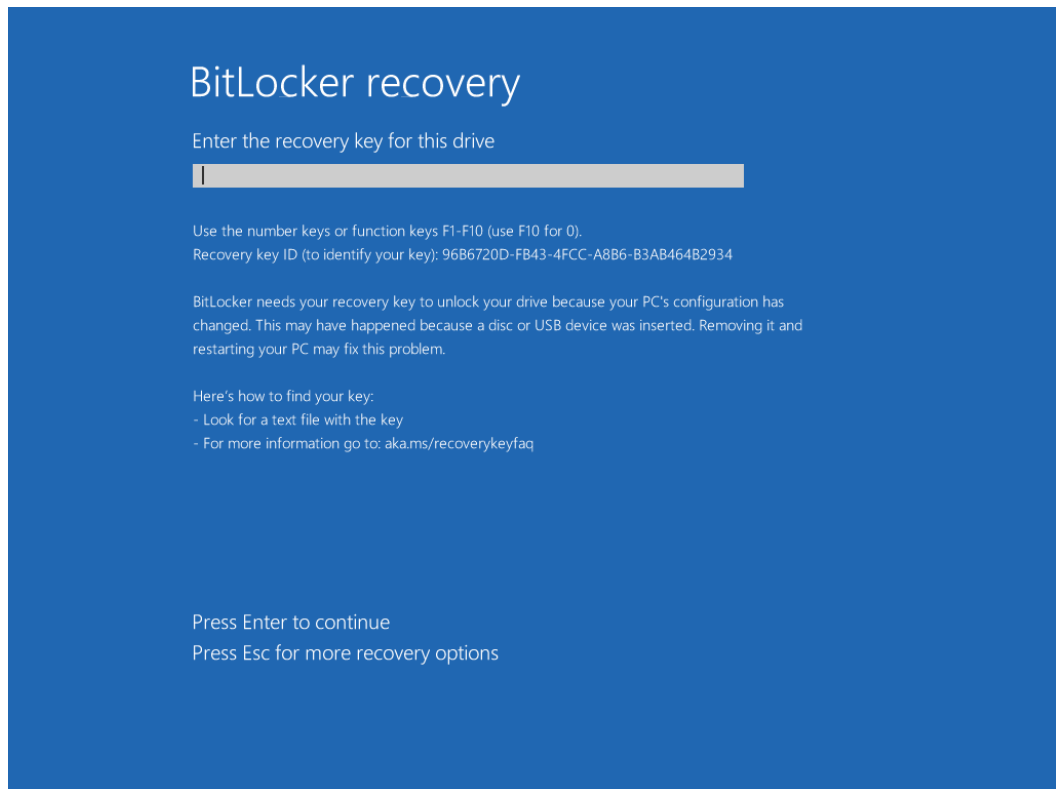 BitLocker recovery
Enter the recovery key for this drive
Use the number keys or function keys F1-F10 (use F10 for 0).
Recovery key ID (to identify your key): 96B6720D-FB43-4FCC-A8B6-B3AB464B2934
BitLocker needs your recovery key to unlock your drive because your PC's configuration has
changed. This may have happened because a disc or USB device was inserted. Removing it and
restarting your PC may fix this problem.
Here's how to find your key:
- Look for a text file with the key
- For more information go to: aka.ms/recoverykeyfaq
Press Enter to continue
Press Esc for more recovery options